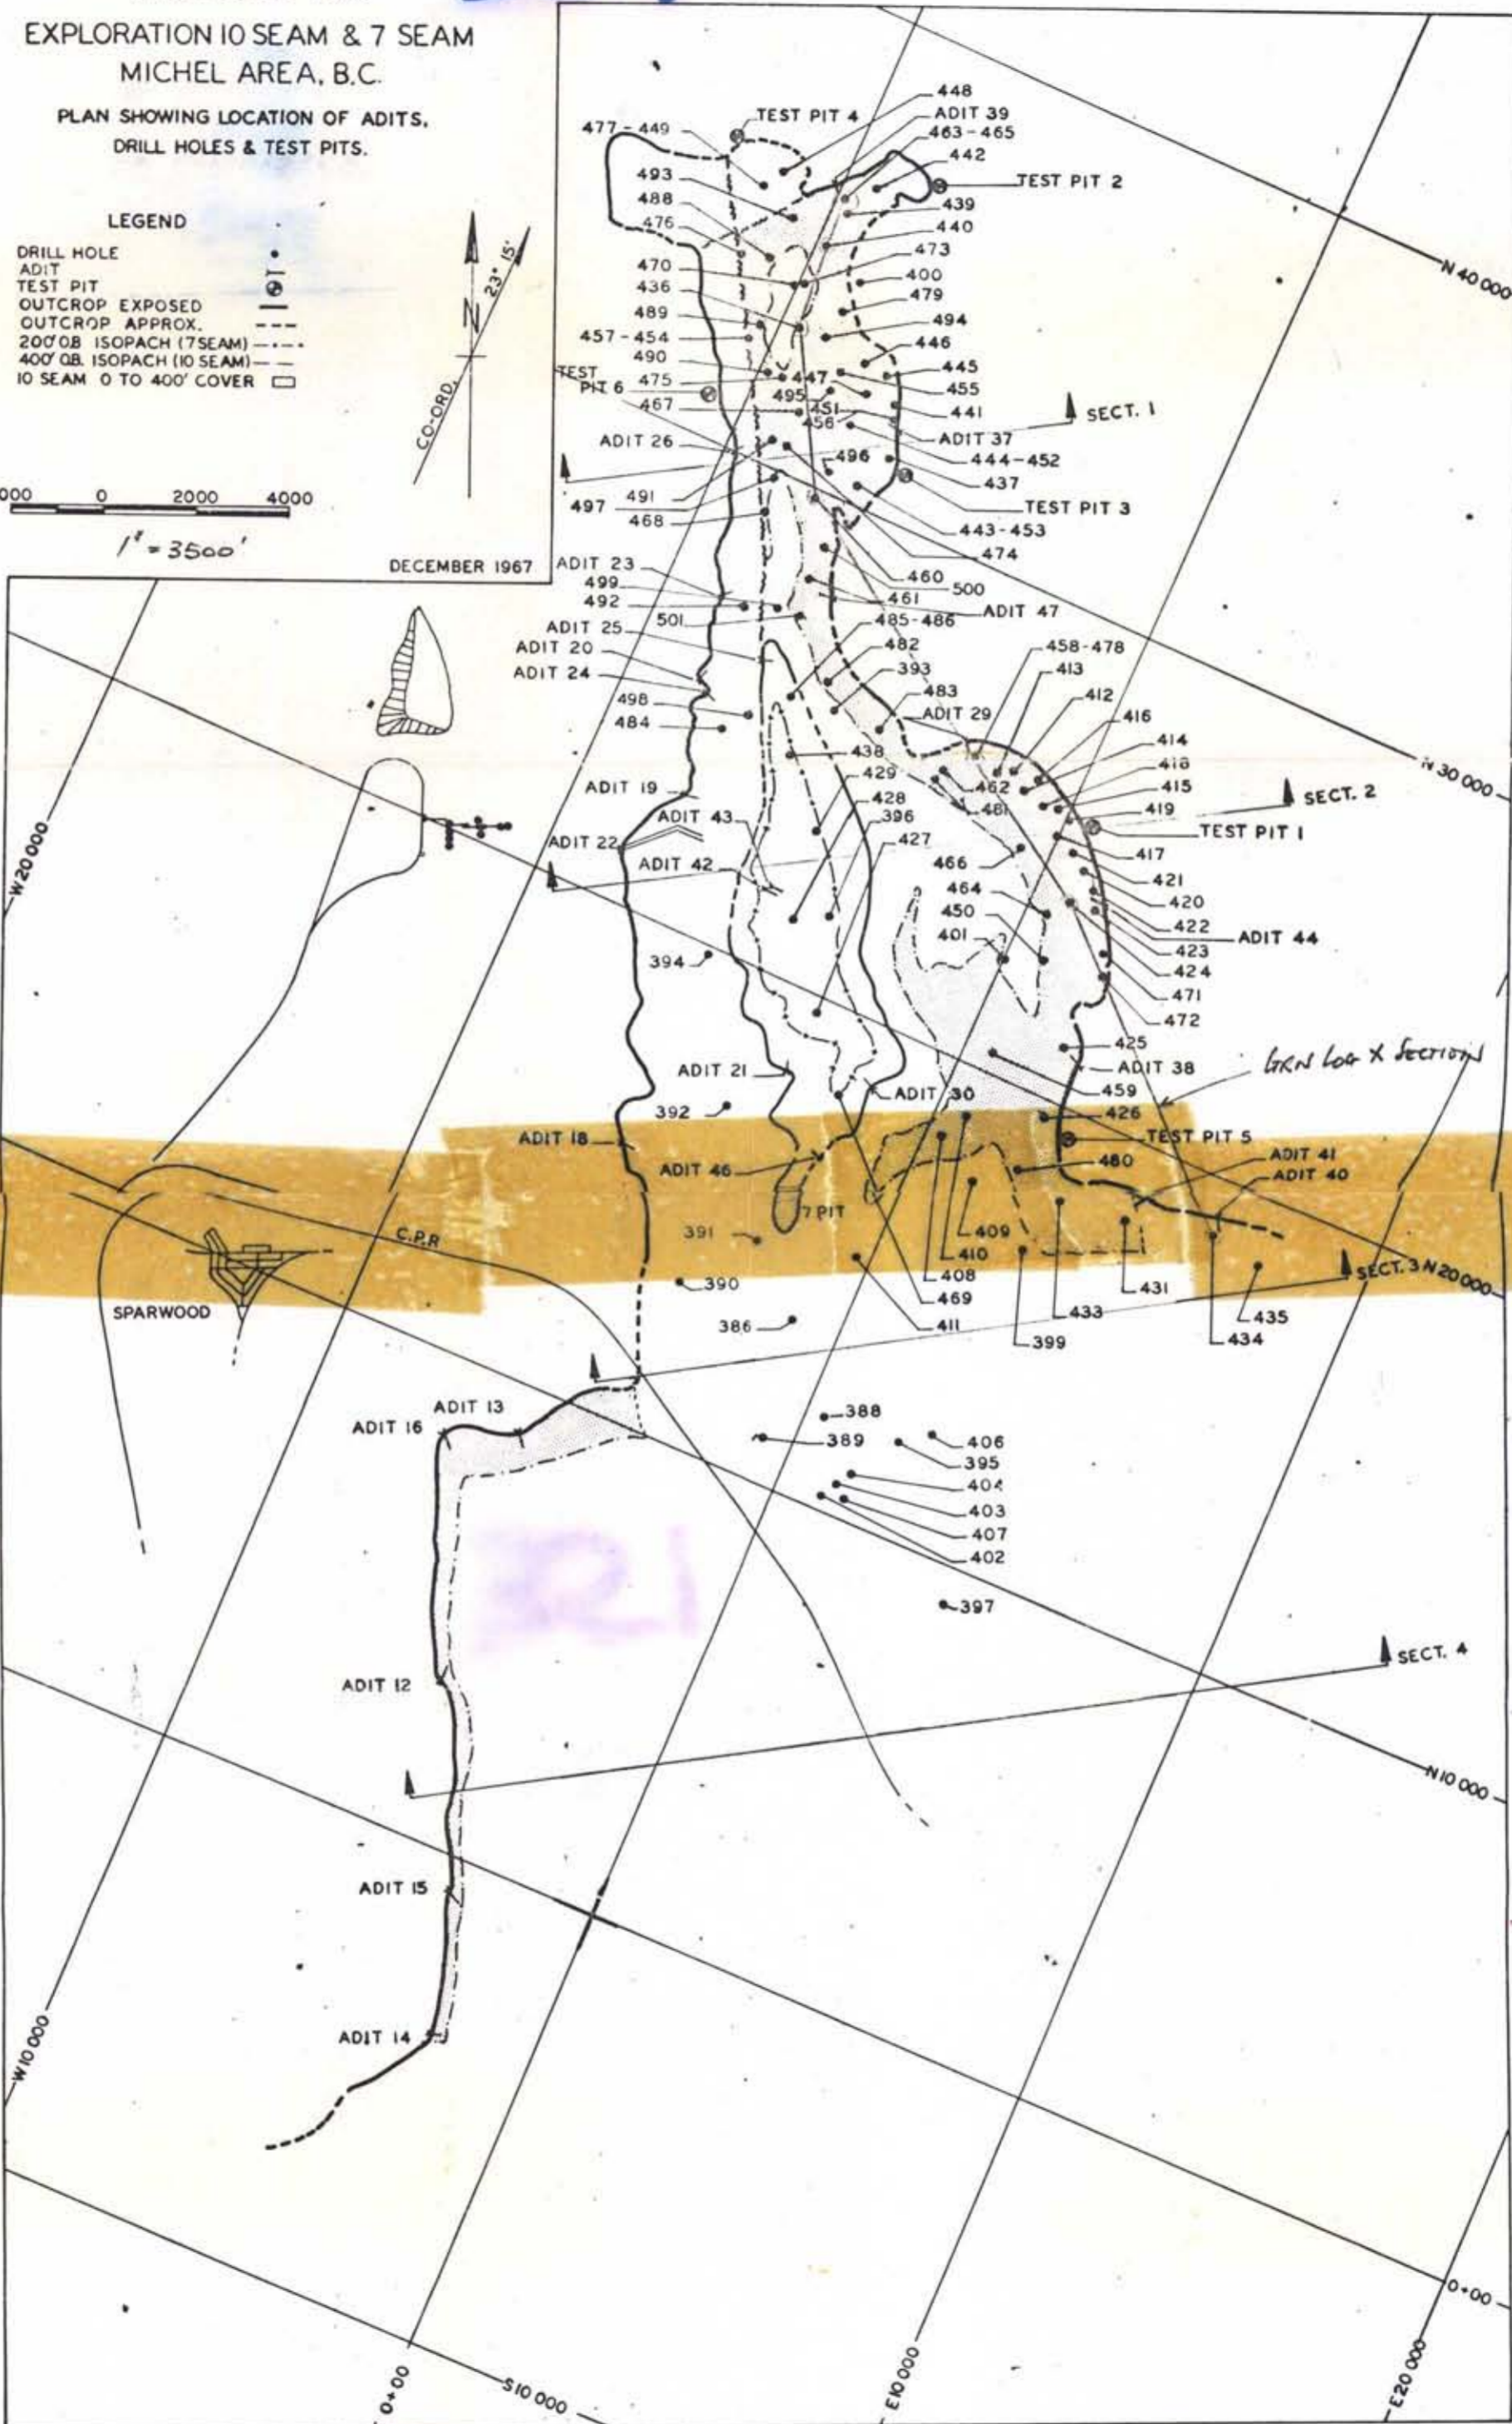 EXPLORATION 10 SEAM & 7 SEAM
MICHEL AREA, B.C.
PLAN SHOWING LOCATION OF ADITS,
DRILL HOLES & TEST PITS.
LEGEND
DRILL HOLE
ADIT
TEST PIT
OUTCROP EXPOSED
OUTCROP APPROX.
200' O.B. ISOPACH (7 SEAM)
400' O.B. ISOPACH (10 SEAM)
10 SEAM 0 TO 400' COVER
N
23° 15'
CO-ORD.
0 2000 4000
1" = 3500'
DECEMBER 1967
448
TEST PIT 4
ADIT 39
477-449
463-465
442
493
TEST PIT 2
488
439
476
440
473
470
400
436
479
489
494
457-454
446
490
445
TEST
PIT 6
475
447
455
495
467
451
441
456
SECT. 1
ADIT 26
ADIT 37
496
444-452
437
491
497
TEST PIT 3
468
443-453
474
ADIT 23
460
500
499
461
492
ADIT 47
501
485-486
ADIT 25
ADIT 20
482
458-478
ADIT 24
393
413
498
483
412
484
ADIT 29
416
414
438
418
429
462
415
ADIT 19
428
481
419
SECT. 2
ADIT 43
396
TEST PIT 1
ADIT 22
427
417
ADIT 42
466
421
464
420
450
422
401
ADIT 44
423
394
424
471
472
425
GRN LOG X SECTION
ADIT 21
ADIT 38
ADIT 30
459
392
426
ADIT 18
TEST PIT 5
ADIT 46
480
ADIT 41
ADIT 40
7 PIT
391
409
C.P.R
410
SECT. 3
390
408
431
SPARWOOD
469
433
435
386
411
399
434
ADIT 13
388
ADIT 16
389
406
395
404
403
407
402
397
ADIT 12
SECT. 4
ADIT 15
ADIT 14
N 40 000
N 30 000
N 20 000
N 10 000
0+00
S 10 000
W 20 000
W 10 000
0+00
E 10 000
E 20 000